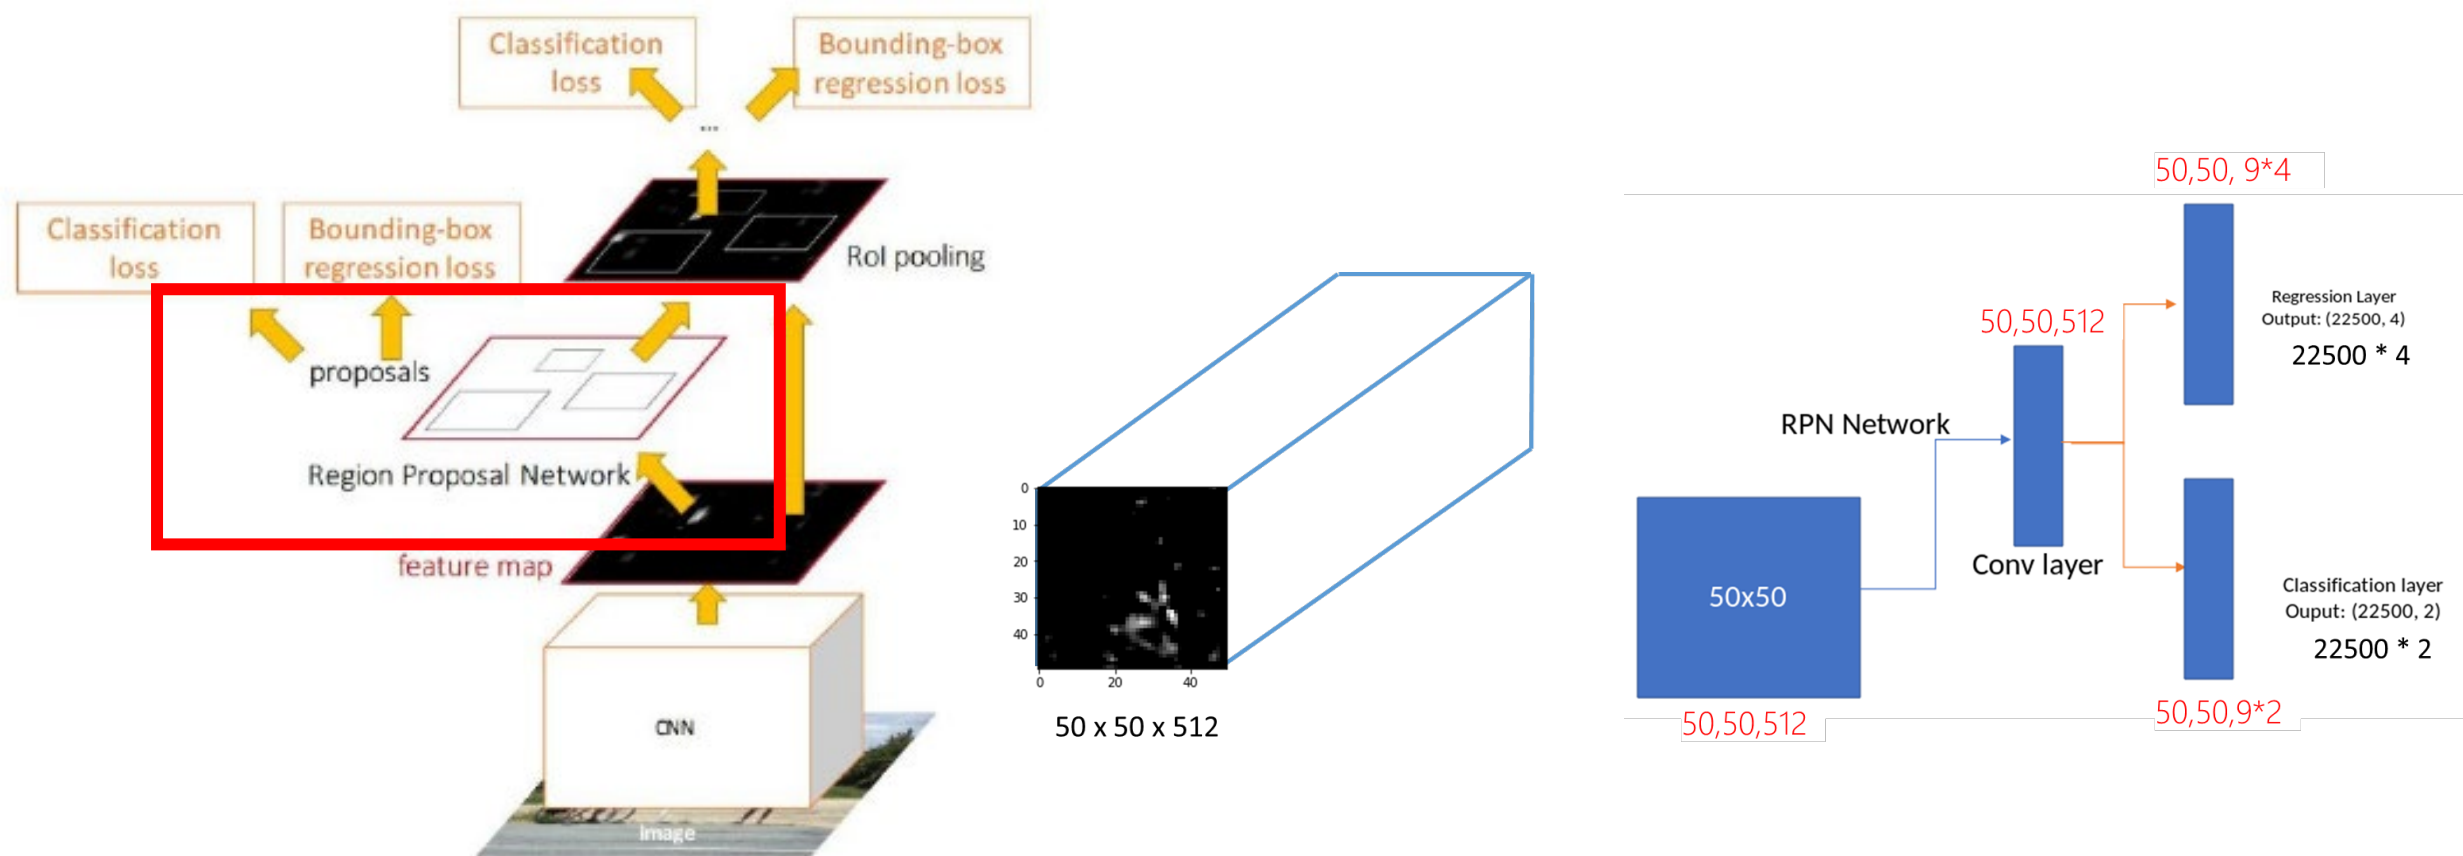 Classification
loss
Bounding-box
regression loss
...
Classification
loss
Bounding-box
regression loss
RoI pooling
proposals
Region Proposal Network
feature map
CNN
image
0
10
20
30
40
0
20
40
50 x 50 x 512
50,50, 9*4
Regression Layer
Output: (22500, 4)
22500 * 4
50,50,512
RPN Network
Conv layer
50x50
50,50,512
Classification layer
Ouput: (22500, 2)
22500 * 2
50,50,9*2